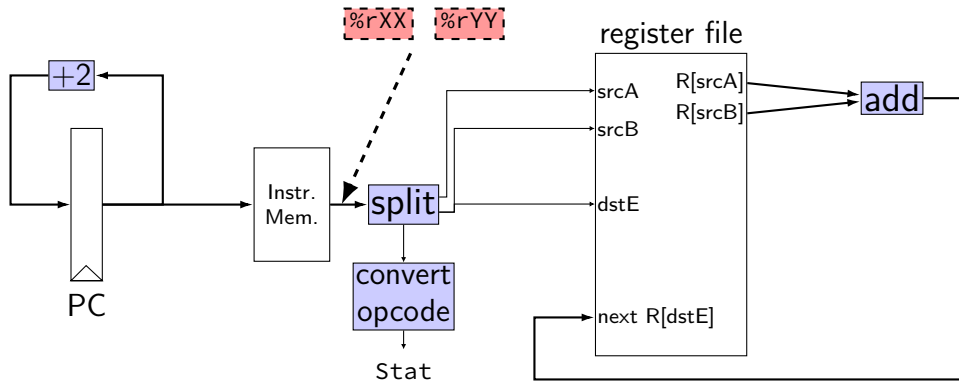 %rXX %rYY
register file
+2
srcA
srcB
dstE
next R[dstE]
R[srcA]
R[srcB]
add
Instr.
Mem.
split
convert
opcode
Stat
PC